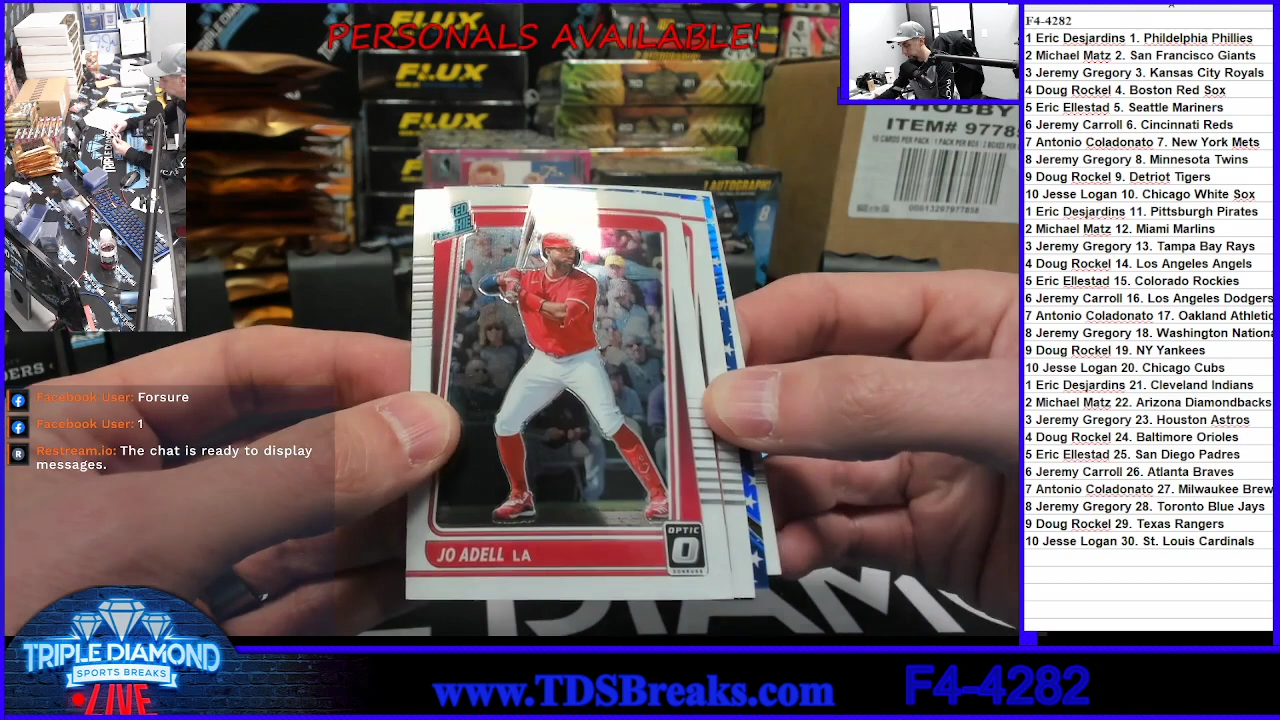 PERSONALS AVAILABLE!
FLUX
FLUX
FLUX
FLUX
HOBBY
ITEM# 9778
1 AUTOGRAPHS
8
JO ADELL LA
OPTIC
DONRUSS
Facebook User: Forsure
Facebook User: 1
Restream.io: The chat is ready to display
messages.
TRIPLE DIAMOND
SPORTS BREAKS
LIVE
www.TDSBreaks.com
F4-4282
F4-4282
1 Eric Desjardins 1. Phildelphia Phillies
2 Michael Matz 2. San Francisco Giants
3 Jeremy Gregory 3. Kansas City Royals
4 Doug Rockel 4. Boston Red Sox
5 Eric Ellestad 5. Seattle Mariners
6 Jeremy Carroll 6. Cincinnati Reds
7 Antonio Coladonato 7. New York Mets
8 Jeremy Gregory 8. Minnesota Twins
9 Doug Rockel 9. Detriot Tigers
10 Jesse Logan 10. Chicago White Sox
1 Eric Desjardins 11. Pittsburgh Pirates
2 Michael Matz 12. Miami Marlins
3 Jeremy Gregory 13. Tampa Bay Rays
4 Doug Rockel 14. Los Angeles Angels
5 Eric Ellestad 15. Colorado Rockies
6 Jeremy Carroll 16. Los Angeles Dodgers
7 Antonio Coladonato 17. Oakland Athletic
8 Jeremy Gregory 18. Washington Nationa
9 Doug Rockel 19. NY Yankees
10 Jesse Logan 20. Chicago Cubs
1 Eric Desjardins 21. Cleveland Indians
2 Michael Matz 22. Arizona Diamondbacks
3 Jeremy Gregory 23. Houston Astros
4 Doug Rockel 24. Baltimore Orioles
5 Eric Ellestad 25. San Diego Padres
6 Jeremy Carroll 26. Atlanta Braves
7 Antonio Coladonato 27. Milwaukee Brew
8 Jeremy Gregory 28. Toronto Blue Jays
9 Doug Rockel 29. Texas Rangers
10 Jesse Logan 30. St. Louis Cardinals